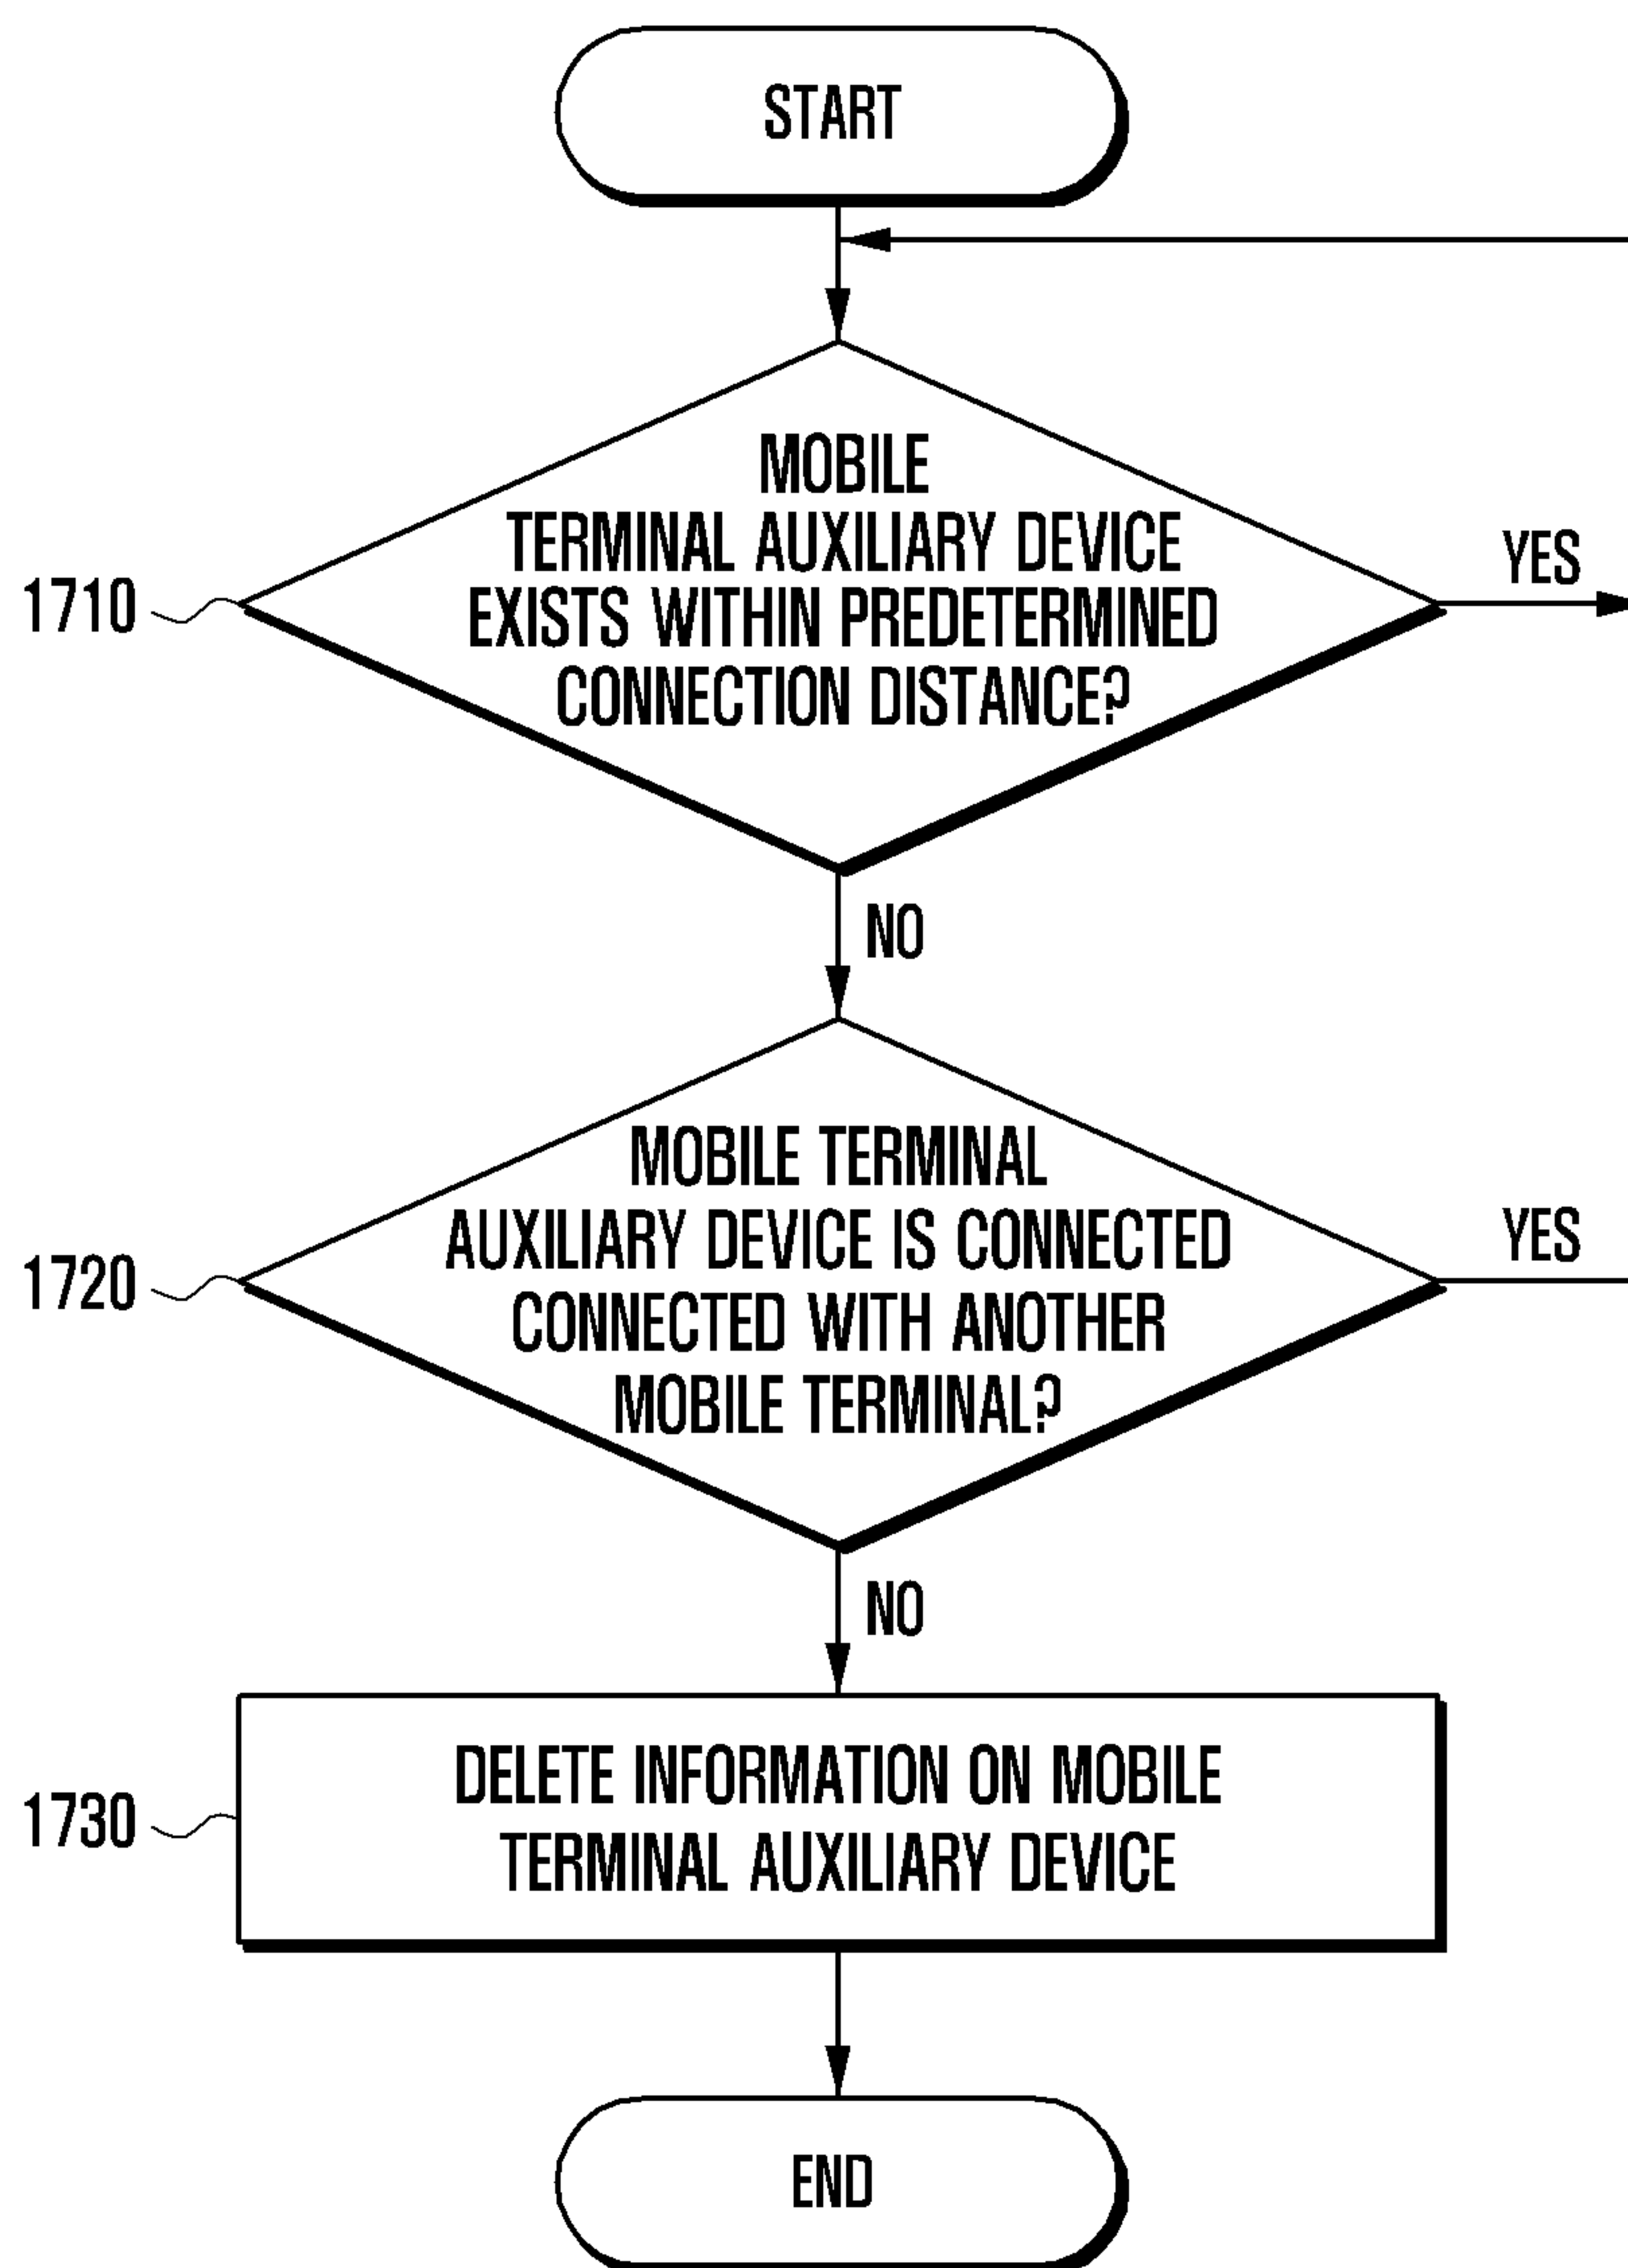 START
MOBILE
TERMINAL AUXILIARY DEVICE
EXISTS WITHIN PREDETERMINED
CONNECTION DISTANCE?
YES
1710
NO
MOBILE TERMINAL
AUXILIARY DEVICE IS CONNECTED
CONNECTED WITH ANOTHER
MOBILE TERMINAL?
YES
1720
NO
DELETE INFORMATION ON MOBILE
TERMINAL AUXILIARY DEVICE
1730
END